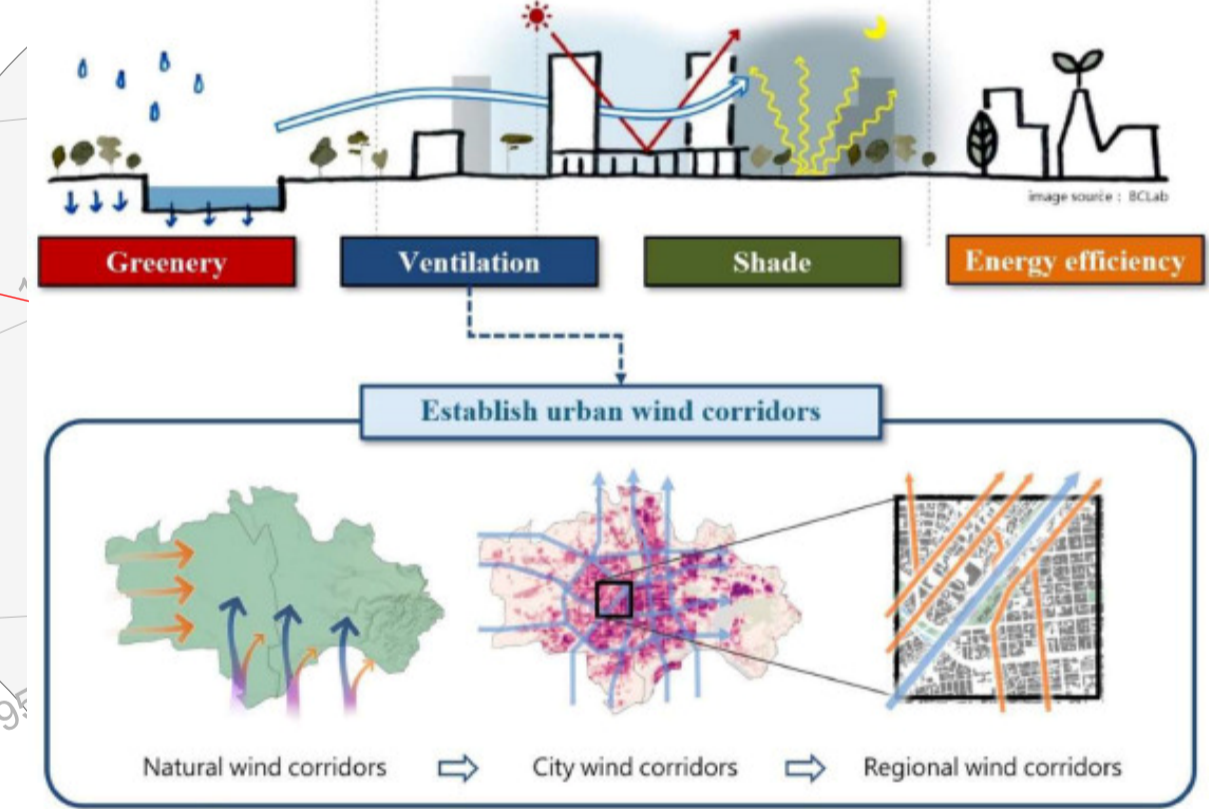 image source : BCLab
Greenery
Ventilation
Shade
Energy efficiency
Establish urban wind corridors
Natural wind corridors
City wind corridors
Regional wind corridors